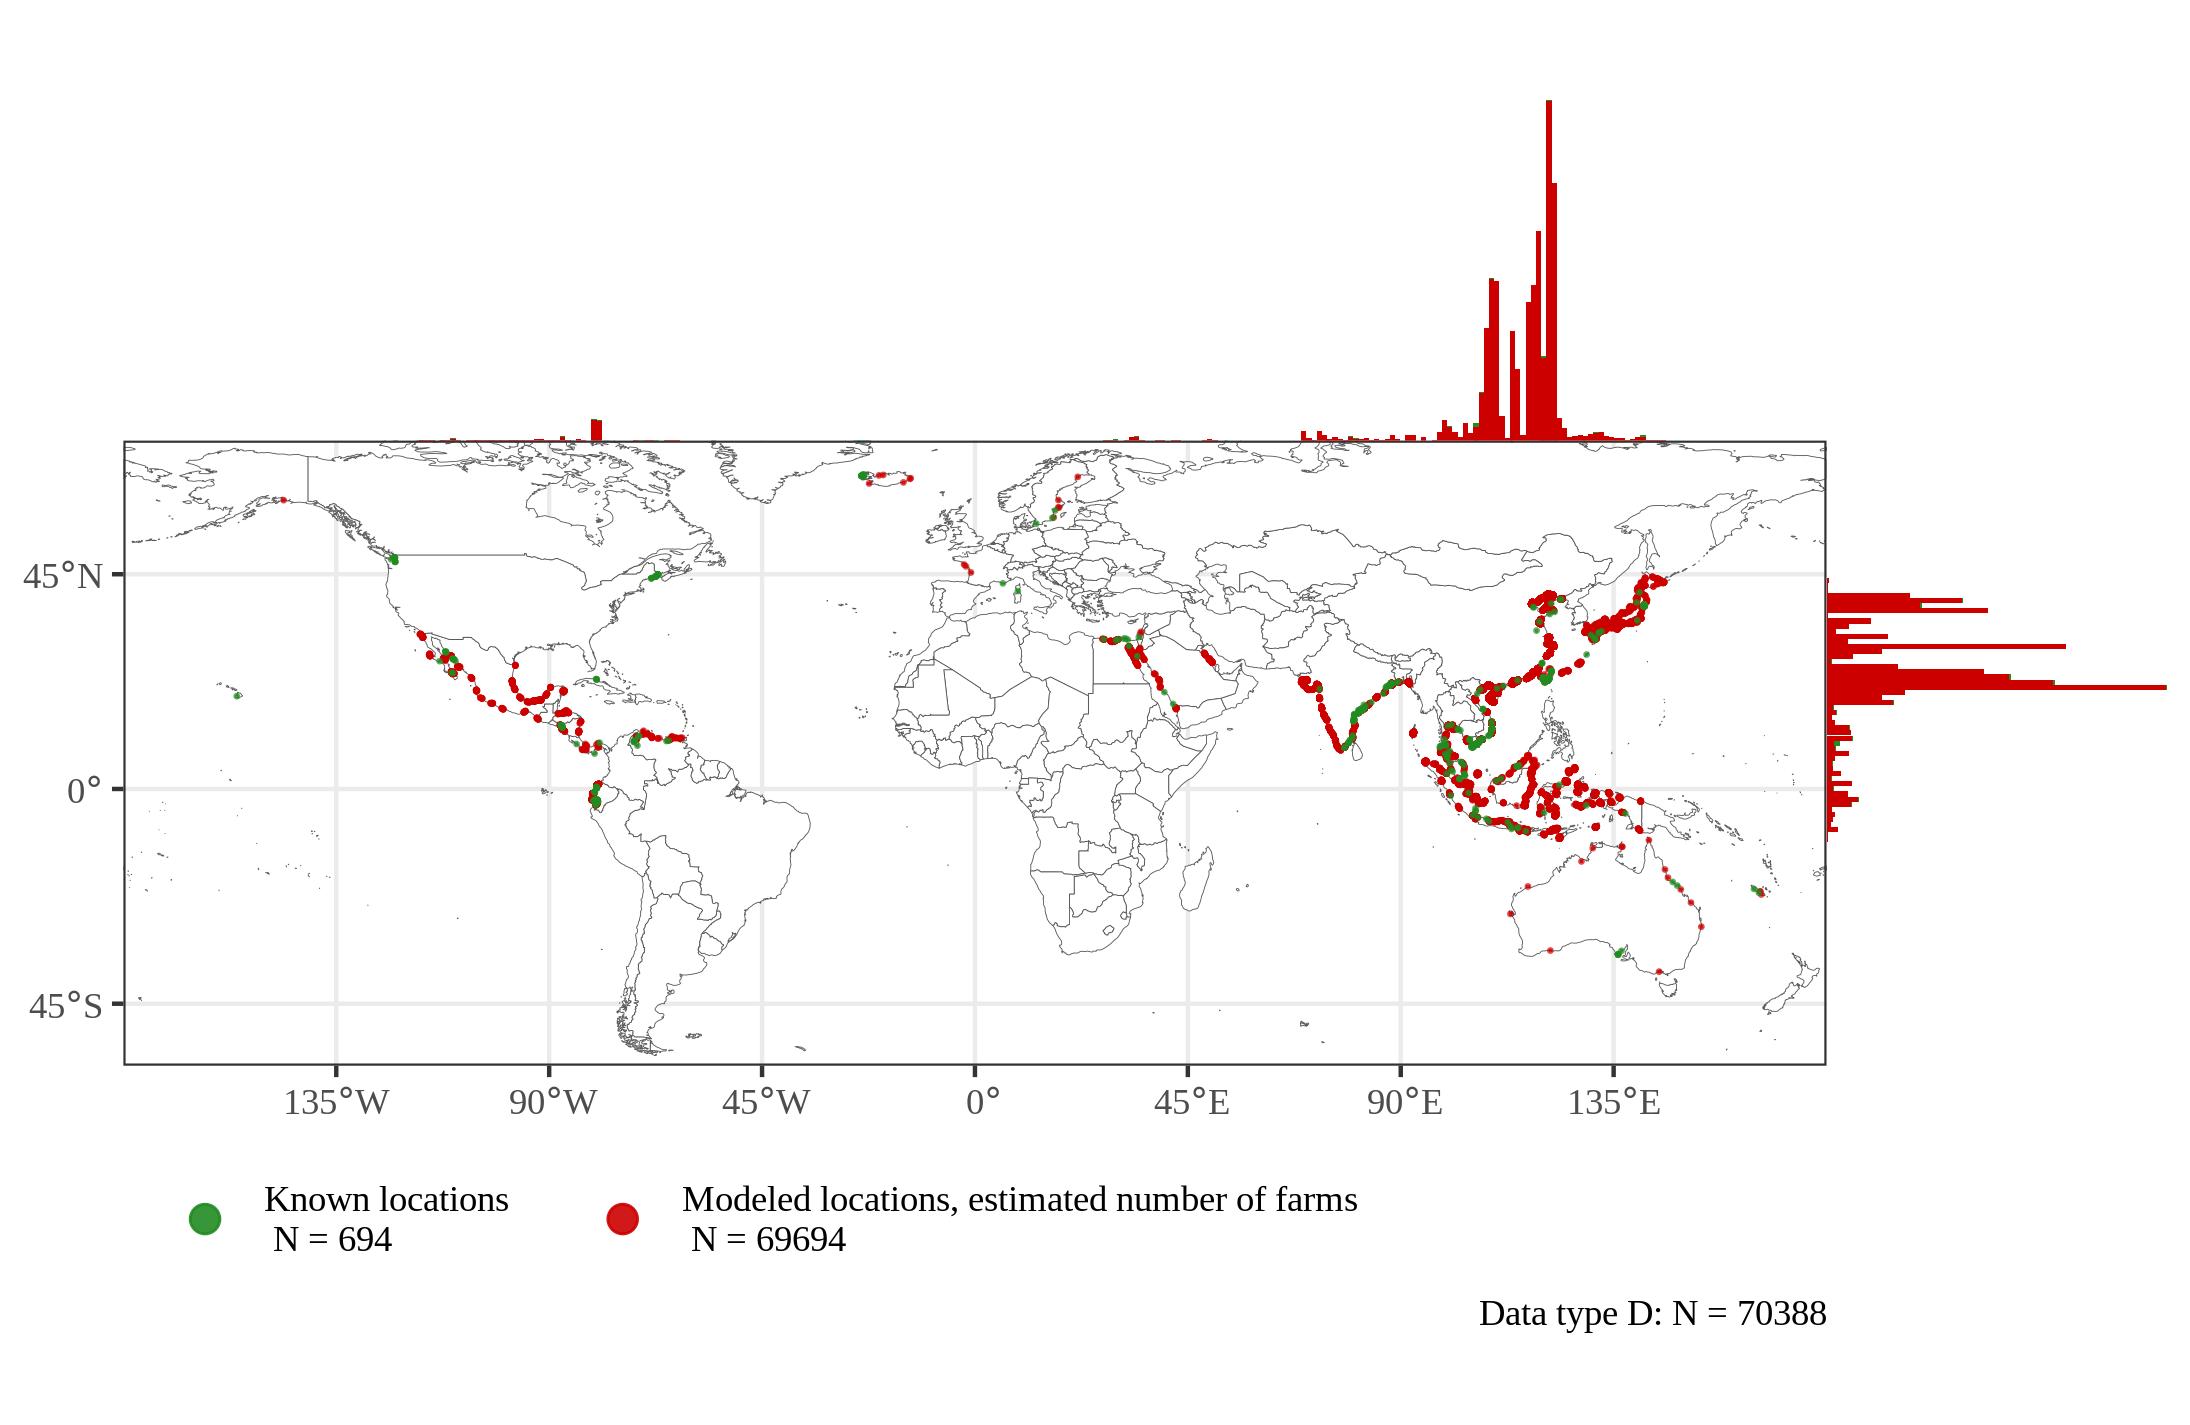 45°N
0°
45°S
135°W
90°W
45°W
0°
45°E
90°E
135°E
Known locations
N = 694
Modeled locations, estimated number of farms
N = 69694
Data type D: N = 70388